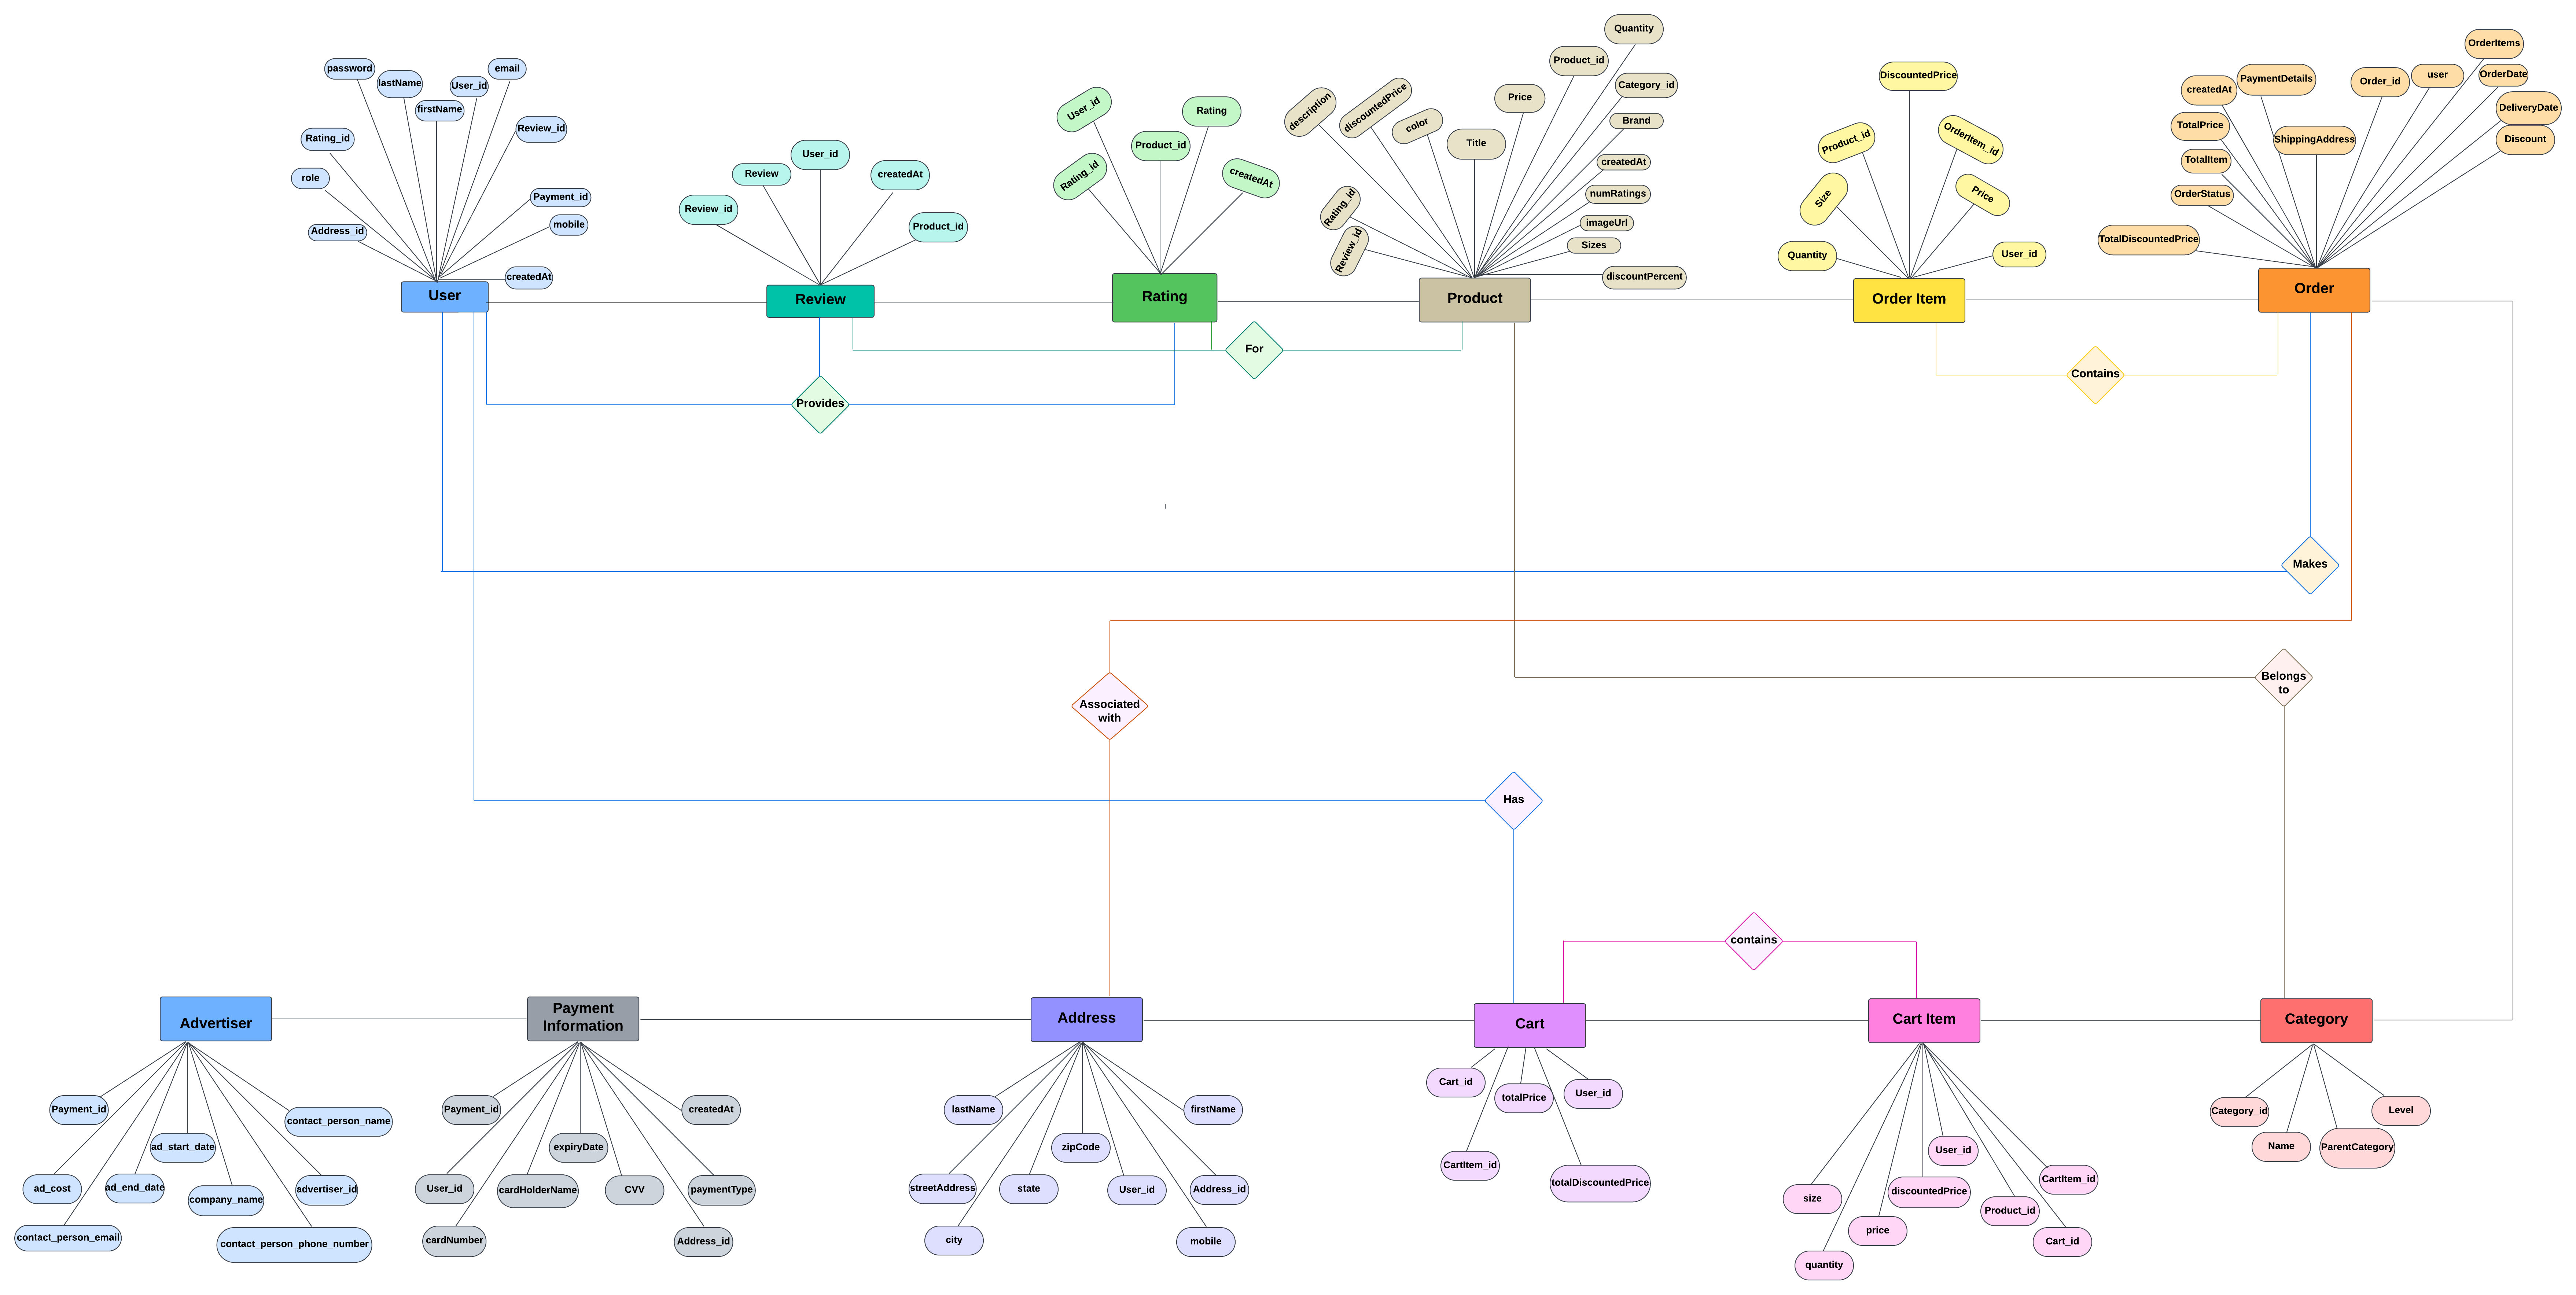 Quantity
OrderItems
password
lastName
User_id
email
firstName
Product_id
DiscountedPrice
createdAt
PaymentDetails
Order_id
user
OrderDate
description
discountedPrice
color
Price
Category_id
DeliveryDate
User_id
Rating
Brand
TotalPrice
ShippingAddress
Discount
Rating_id
Review_id
Product_id
Title
createdAt
Product_id
OrderItem_id
TotalItem
role
Review
User_id
createdAt
Rating_id
createdAt
Rating_id
numRatings
Size
Price
OrderStatus
Address_id
Payment_id
mobile
Review_id
Product_id
Review_id
imageUrl
Sizes
Quantity
User_id
TotalDiscountedPrice
createdAt
discountPercent
User
Review
Rating
Product
Order Item
Order
For
Contains
Provides
Makes
Associated
with
Belongs
to
Has
contains
Advertiser
Payment
Information
Address
Cart
Cart Item
Category
Payment_id
contact_person_name
ad_start_date
ad_cost
ad_end_date
company_name
advertiser_id
contact_person_email
contact_person_phone_number
Payment_id
createdAt
expiryDate
User_id
cardHolderName
CVV
paymentType
cardNumber
Address_id
lastName
firstName
zipCode
streetAddress
state
User_id
Address_id
city
mobile
Cart_id
totalPrice
User_id
CartItem_id
totalDiscountedPrice
User_id
CartItem_id
size
discountedPrice
Product_id
price
Cart_id
quantity
Category_id
Level
Name
ParentCategory